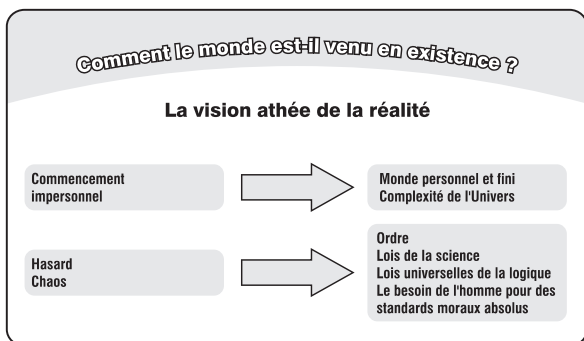 Comment le monde est-il venu en existence ?
La vision athée de la réalité
Commencement
impersonnel
Monde personnel et fini
Complexité de l'Univers
Hasard
Chaos
Ordre
Lois de la science
Lois universelles de la logique
Le besoin de l'homme pour des
standards moraux absolus